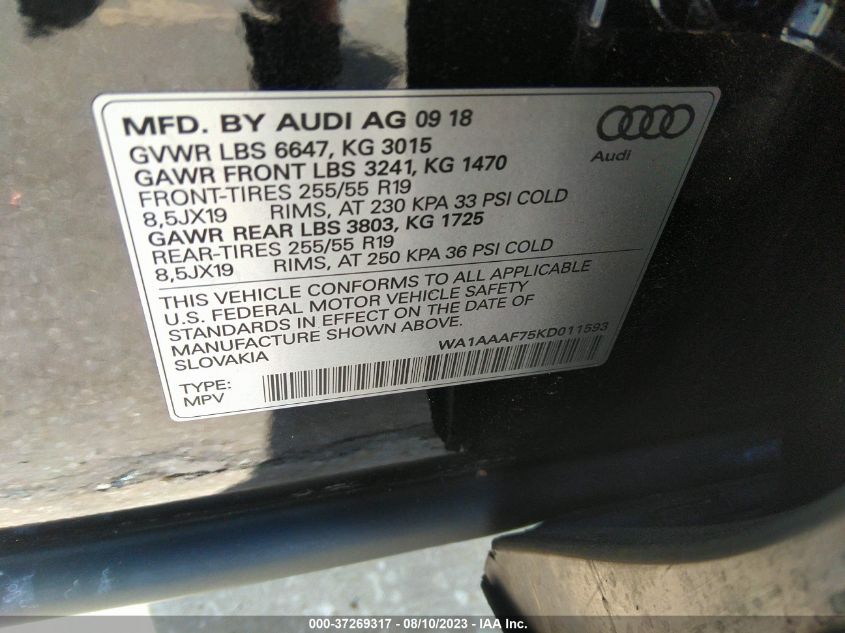 MFD. BY AUDI AG 09 18
GVWR LBS 6647, KG 3015
GAWR FRONT LBS 3241, KG 1470
FRONT-TIRES 255/55 R19
8,5JX19 RIMS, AT 230 KPA 33 PSI COLD
GAWR REAR LBS 3803, KG 1725
REAR-TIRES 255/55 R19
8,5JX19 RIMS, AT 250 KPA 36 PSI COLD
Audi
THIS VEHICLE CONFORMS TO ALL APPLICABLE
U.S. FEDERAL MOTOR VEHICLE SAFETY
STANDARDS IN EFFECT ON THE DATE OF
MANUFACTURE SHOWN ABOVE.
SLOVAKIA
WA1AAAF75KD011593
TYPE:
MPV
000-37269317 - 08/10/2023 - IAA Inc.